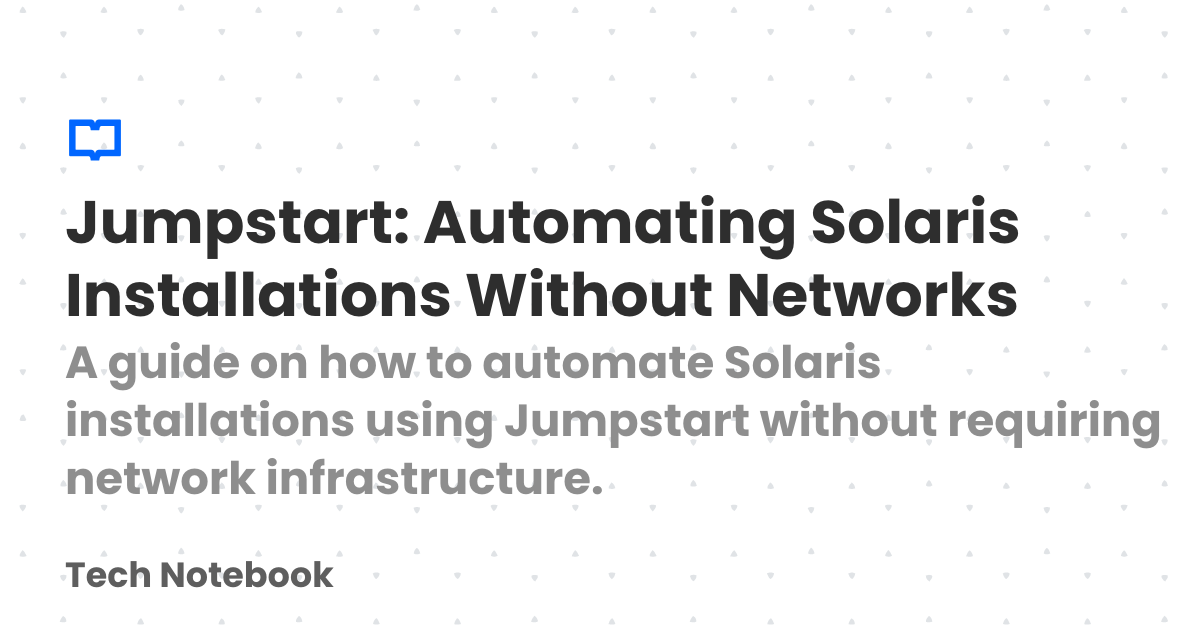 Jumpstart: Automating Solaris
Installations Without Networks
A guide on how to automate Solaris
installations using Jumpstart without requiring
network infrastructure.
Tech Notebook